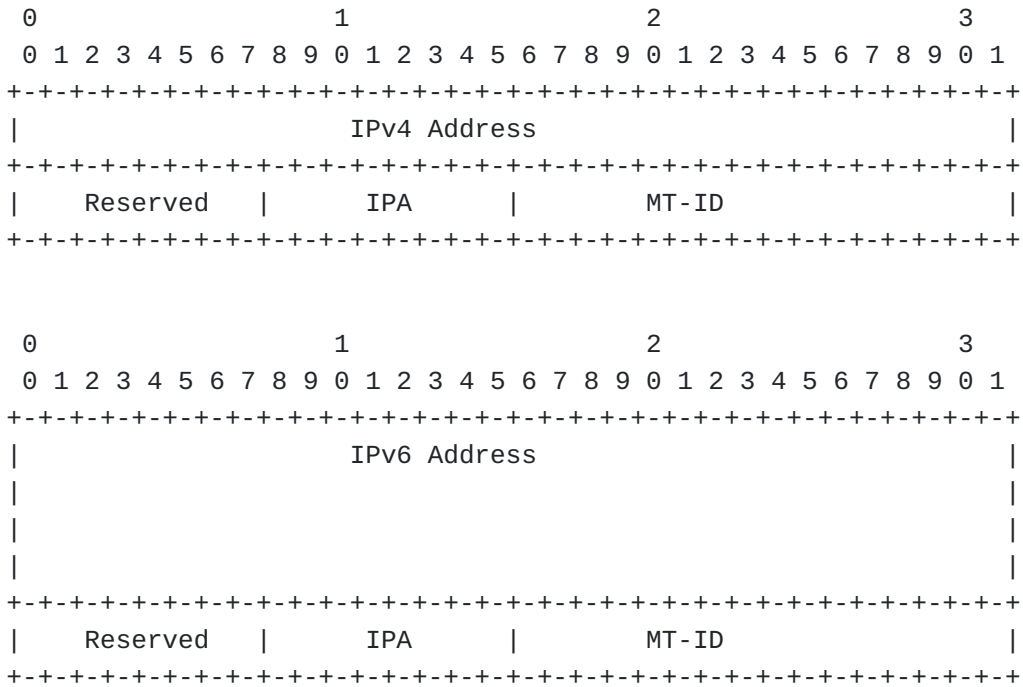 0                   1                   2                   3
 0 1 2 3 4 5 6 7 8 9 0 1 2 3 4 5 6 7 8 9 0 1 2 3 4 5 6 7 8 9 0 1
+-+-+-+-+-+-+-+-+-+-+-+-+-+-+-+-+-+-+-+-+-+-+-+-+-+-+-+-+-+-+-+-+
|                     IPv4 Address                              |
+-+-+-+-+-+-+-+-+-+-+-+-+-+-+-+-+-+-+-+-+-+-+-+-+-+-+-+-+-+-+-+-+
|    Reserved   |      IPA      |        MT-ID                  |
+-+-+-+-+-+-+-+-+-+-+-+-+-+-+-+-+-+-+-+-+-+-+-+-+-+-+-+-+-+-+-+-+
 0                   1                   2                   3
 0 1 2 3 4 5 6 7 8 9 0 1 2 3 4 5 6 7 8 9 0 1 2 3 4 5 6 7 8 9 0 1
+-+-+-+-+-+-+-+-+-+-+-+-+-+-+-+-+-+-+-+-+-+-+-+-+-+-+-+-+-+-+-+-+
|                     IPv6 Address                              |
|                                                               |
|                                                               |
|                                                               |
+-+-+-+-+-+-+-+-+-+-+-+-+-+-+-+-+-+-+-+-+-+-+-+-+-+-+-+-+-+-+-+-+
|    Reserved   |      IPA      |        MT-ID                  |
+-+-+-+-+-+-+-+-+-+-+-+-+-+-+-+-+-+-+-+-+-+-+-+-+-+-+-+-+-+-+-+-+